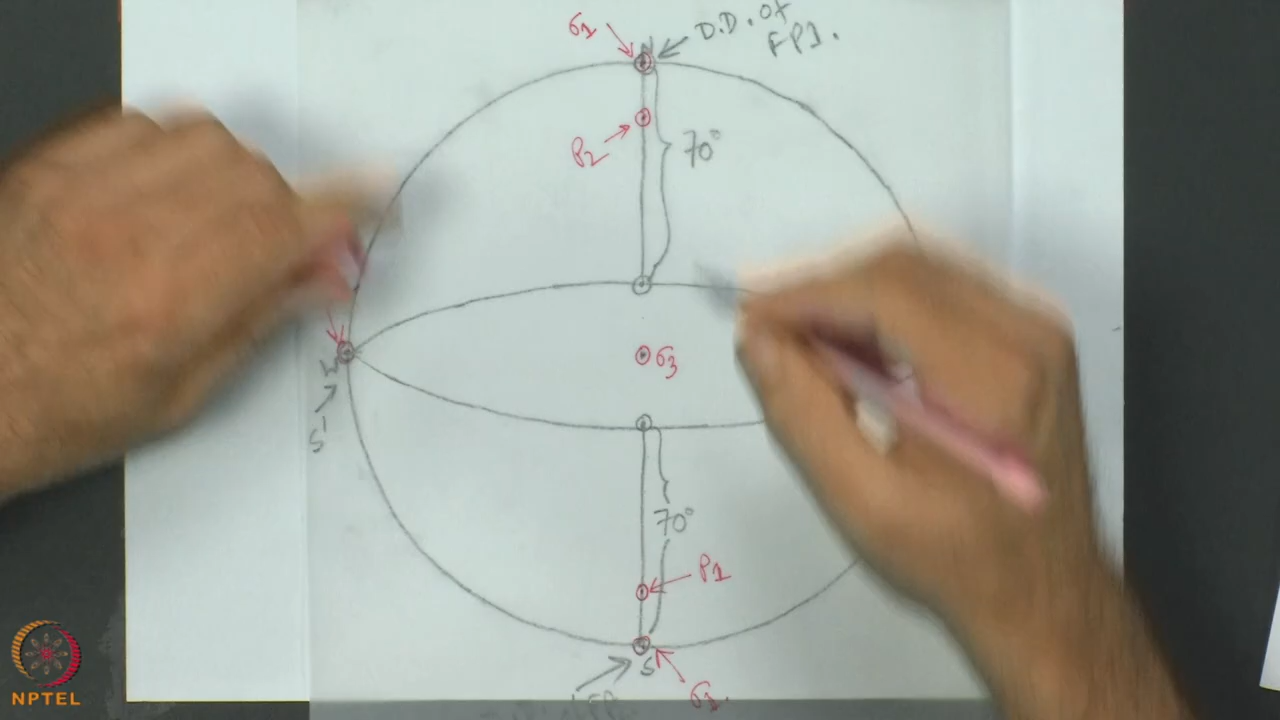 σ1
N
D.D. of
FP1.
P2
70°
σ3
W
S'
70°
P1
S
σ1.
NPTEL